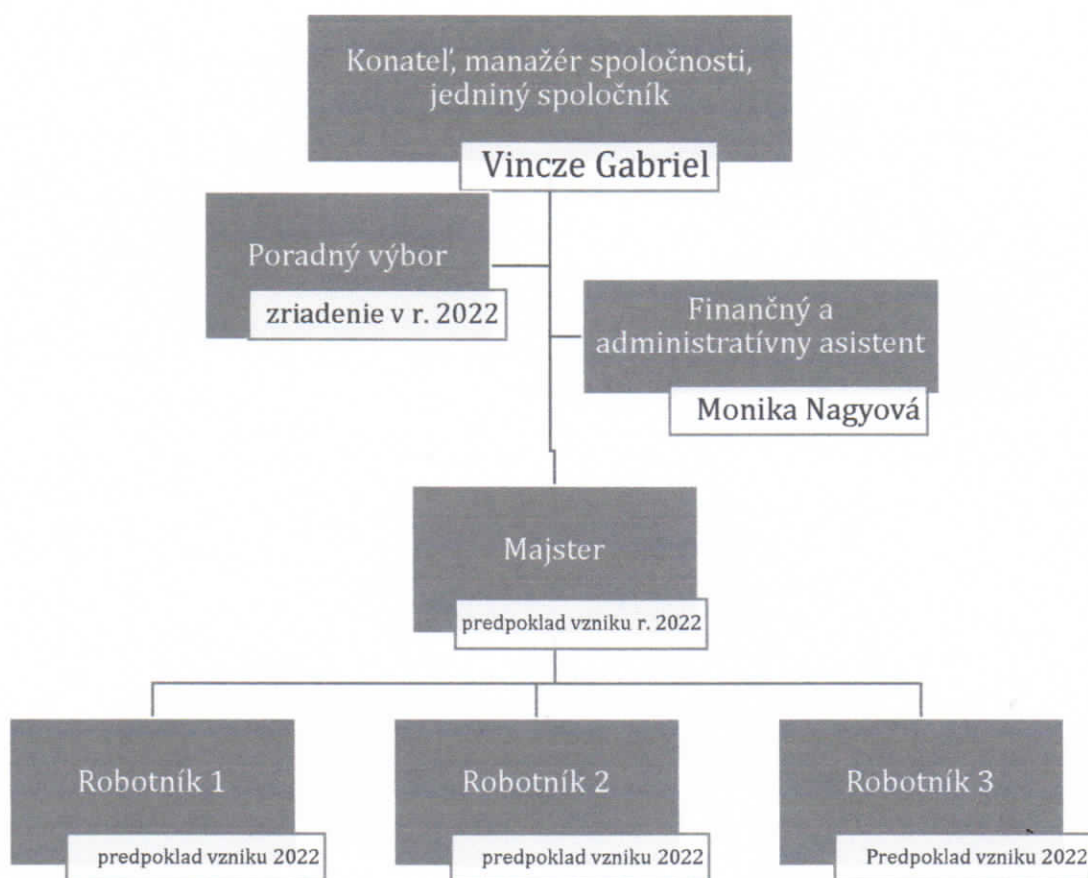 Konateľ, manažér spoločnosti,
jedniný spoločník
Vincze Gabriel
Poradný výbor
zriadenie v r. 2022
Finančný a
administratívny asistent
Monika Nagyová
Majster
predpoklad vzniku r. 2022
Robotník 1
predpoklad vzniku 2022
Robotník 2
predpoklad vzniku 2022
Robotník 3
Predpoklad vzniku 2022